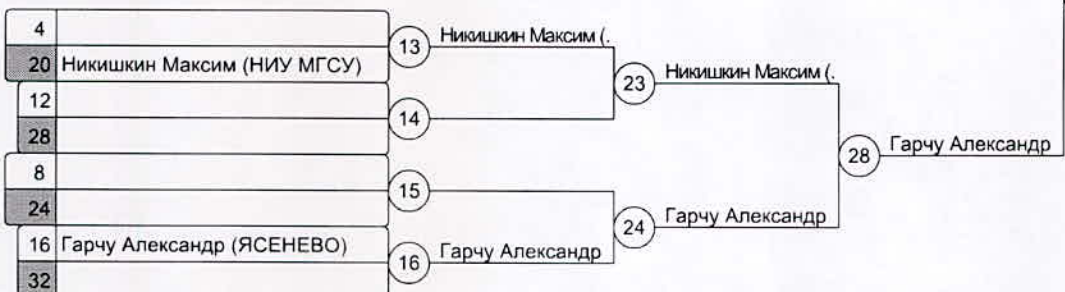 4
20 Никишкин Максим (НИУ МГСУ)
12
28
8
24
16 Гарчу Александр (ЯСЕНЕВО)
32
13 Никишкин Максим (.
14
15
16 Гарчу Александр
23 Никишкин Максим (.
24 Гарчу Александр
28 Гарчу Александр